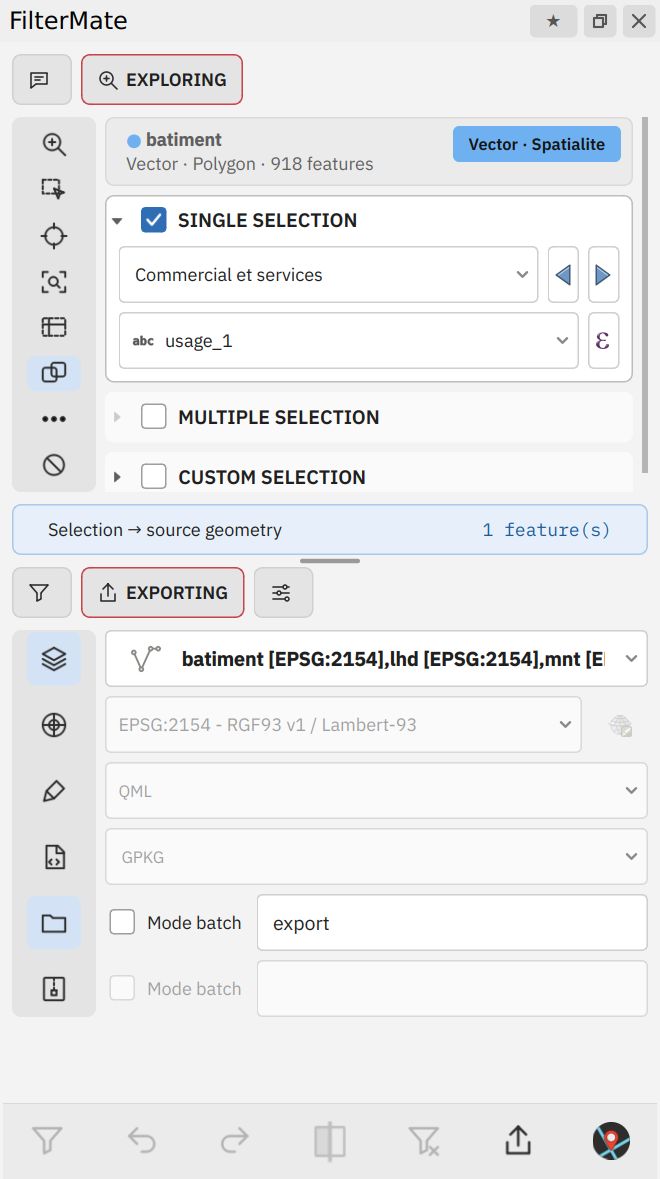 FilterMate
EXPLORING
batiment
Vector · Polygon · 918 features
Vector · Spatialite
SINGLE SELECTION
Commercial et services
abc usage_1
ε
MULTIPLE SELECTION
CUSTOM SELECTION
Selection → source geometry 1 feature(s)
EXPORTING
batiment [EPSG:2154],lhd [EPSG:2154],mnt [E
EPSG:2154 - RGF93 v1 / Lambert-93
QML
GPKG
Mode batch export
Mode batch